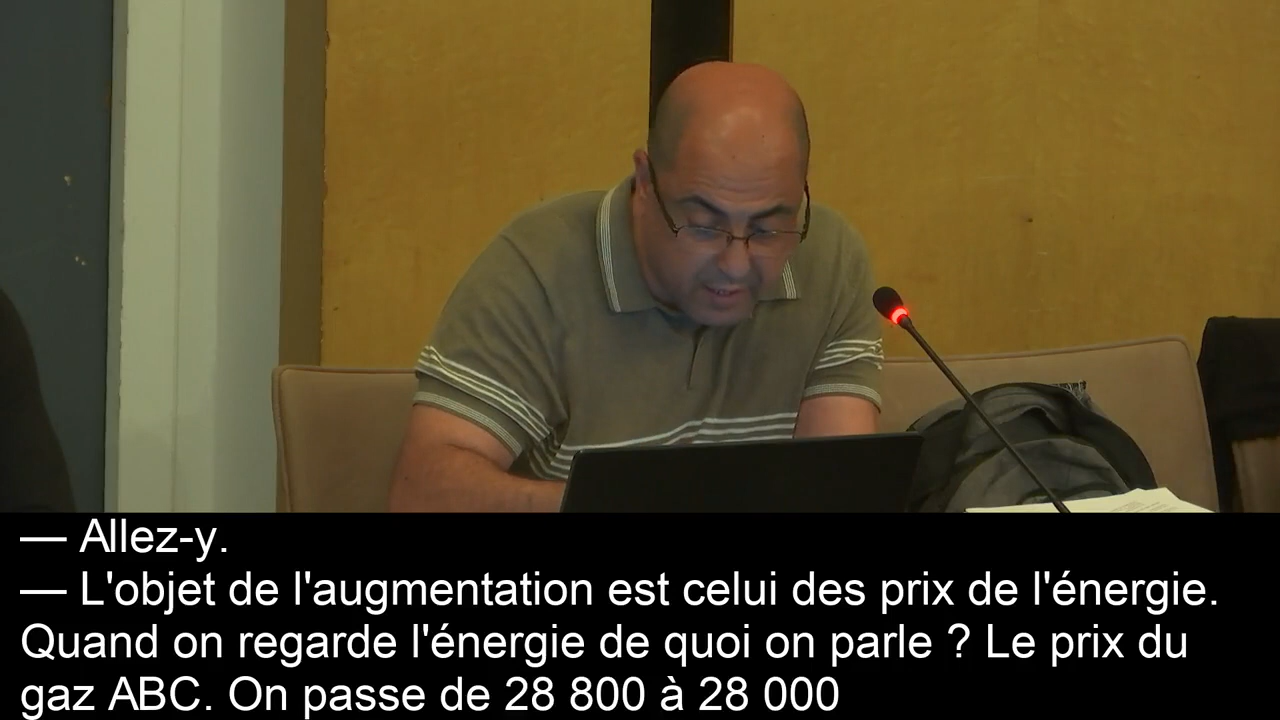 — Allez-y.
— L'objet de l'augmentation est celui des prix de l'énergie.
Quand on regarde l'énergie de quoi on parle ? Le prix du
gaz ABC. On passe de 28 800 à 28 000